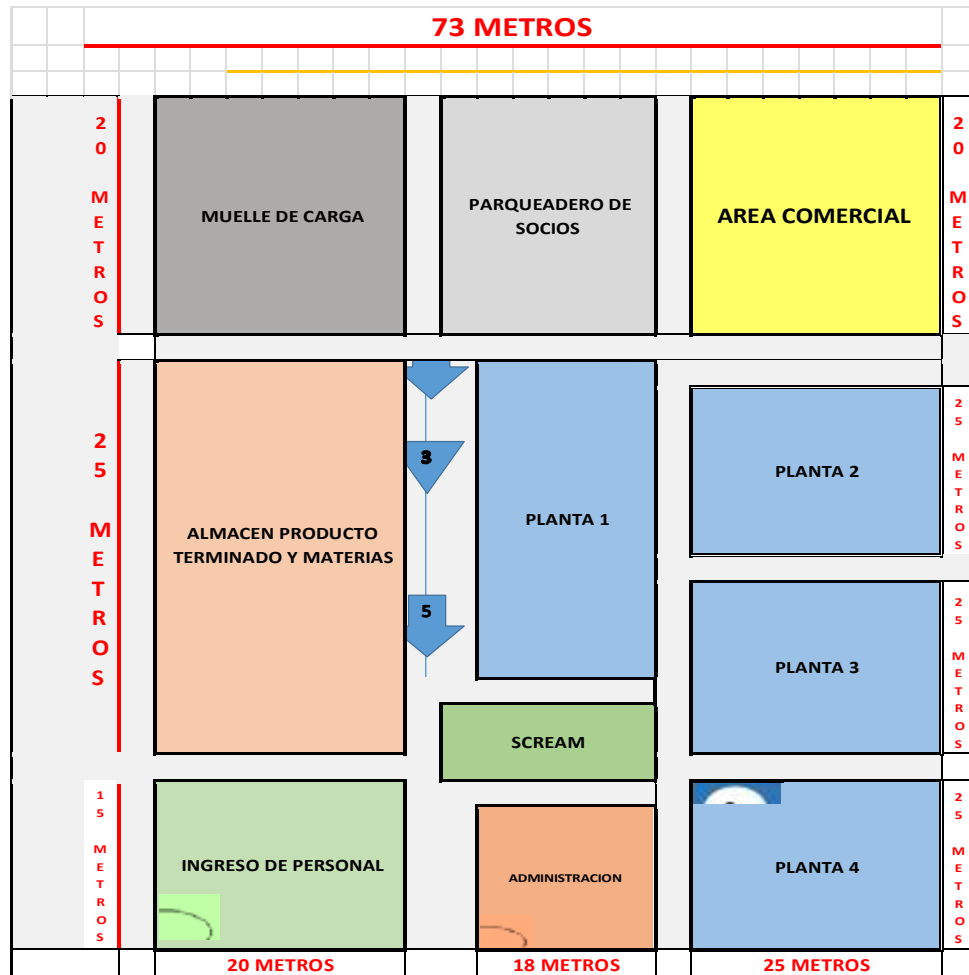 73 METROS
20 METROS
MUELLE DE CARGA
PARQUEADERO DE
SOCIOS
AREA COMERCIAL
20 METROS
25 METROS
ALMACEN PRODUCTO
TERMINADO Y MATERIAS
3
5
PLANTA 1
PLANTA 2
25 METROS
PLANTA 3
25 METROS
SCREAM
15 METROS
INGRESO DE PERSONAL
ADMINISTRACION
PLANTA 4
25 METROS
20 METROS
18 METROS
25 METROS